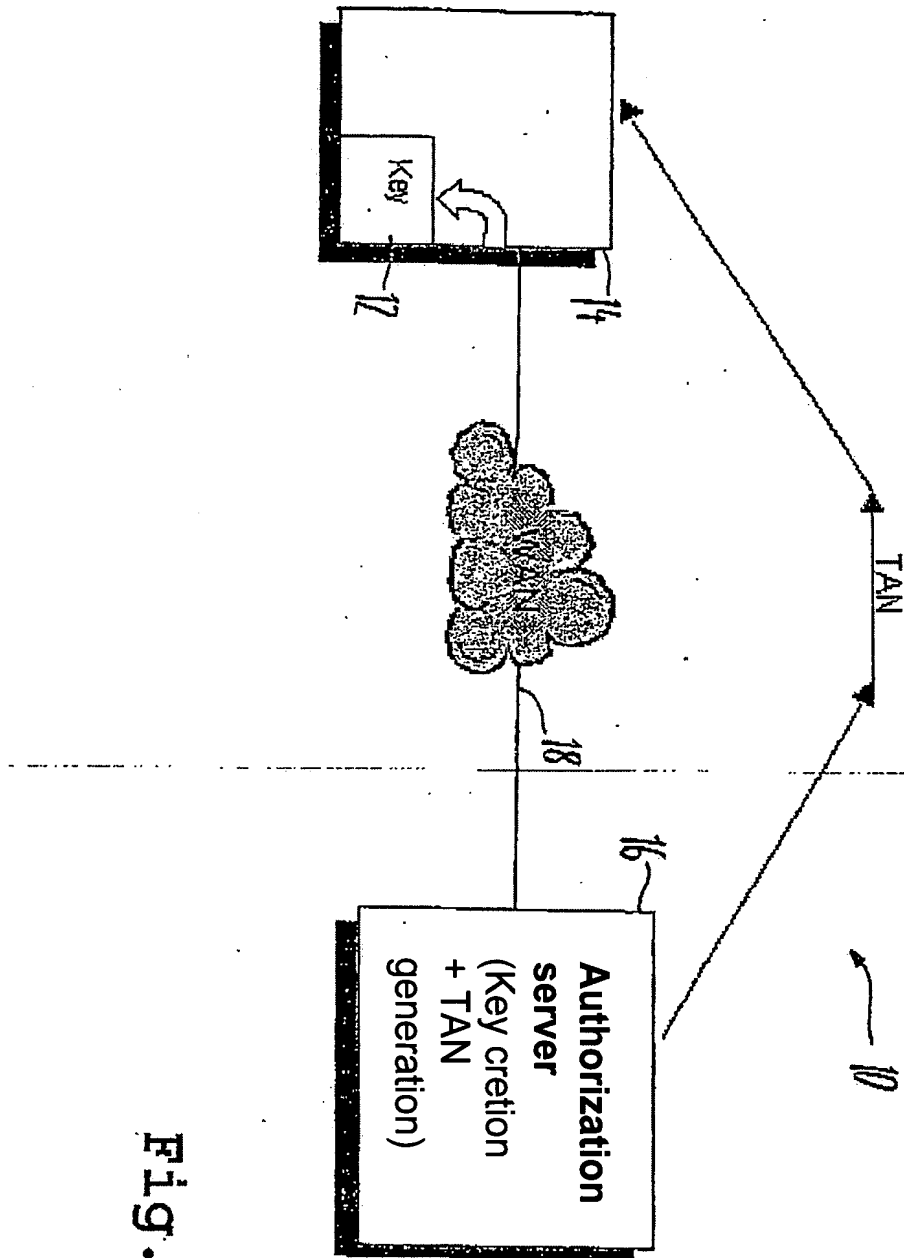 TAN
10
14
16
Key
12
WAN
18
Authorization
server
(Key cretion
+ TAN
generation)
Fig.